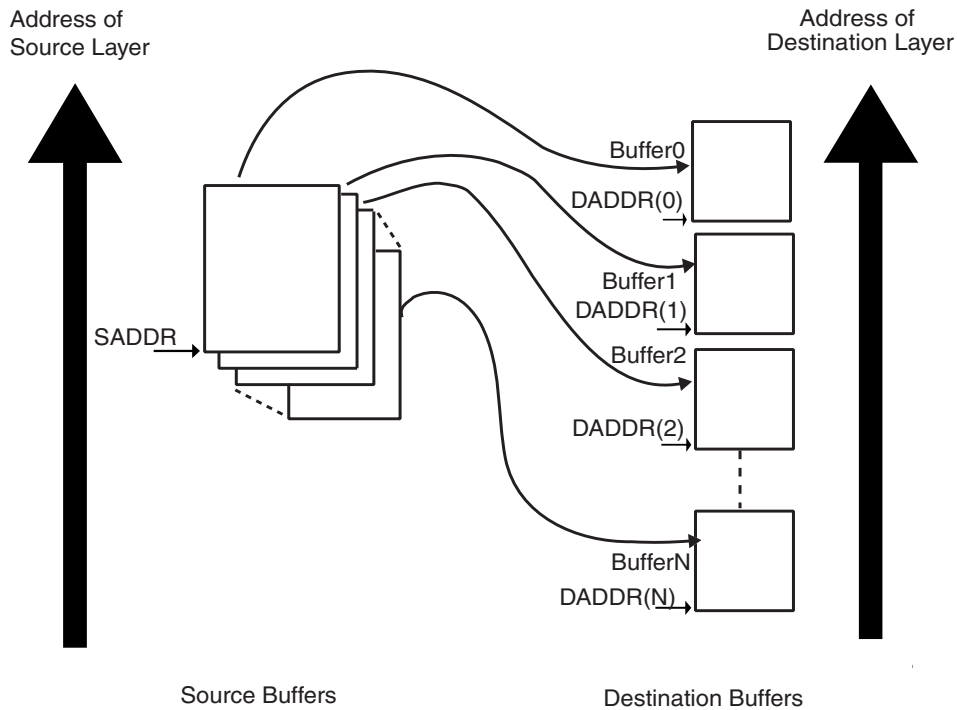 Address of
Source Layer
Address of
Destination Layer
Buffer0
DADDR(0)
Buffer1
DADDR(1)
SADDR
Buffer2
DADDR(2)
BufferN
DADDR(N)
Source Buffers
Destination Buffers